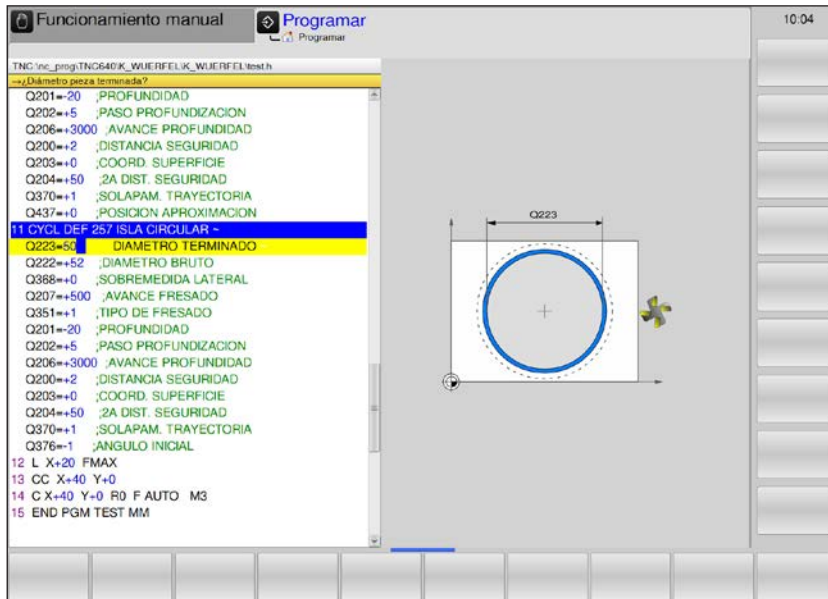 Funcionamiento manual
Programar
Programar
10:04
TNC:\nc_prog\TNC640\K_WUERFEL\K_WUERFEL\test.h
→¿Diámetro pieza terminada?
Q201=-20 ;PROFUNDIDAD
Q202=+5 ;PASO PROFUNDIZACION
Q206=+3000 ;AVANCE PROFUNDIDAD
Q200=+2 ;DISTANCIA SEGURIDAD
Q203=+0 ;COORD. SUPERFICIE
Q204=+50 ;2A DIST. SEGURIDAD
Q370=+1 ;SOLAPAM. TRAYECTORIA
Q437=+0 ;POSICION APROXIMACION
11 CYCL DEF 257 ISLA CIRCULAR ~
Q223=50 DIAMETRO TERMINADO
Q222=+52 ;DIAMETRO BRUTO
Q368=+0 ;SOBREMEDIDA LATERAL
Q207=+500 ;AVANCE FRESADO
Q351=+1 ;TIPO DE FRESADO
Q201=-20 ;PROFUNDIDAD
Q202=+5 ;PASO PROFUNDIZACION
Q206=+3000 ;AVANCE PROFUNDIDAD
Q200=+2 ;DISTANCIA SEGURIDAD
Q203=+0 ;COORD. SUPERFICIE
Q204=+50 ;2A DIST. SEGURIDAD
Q370=+1 ;SOLAPAM. TRAYECTORIA
Q376=-1 ;ANGULO INICIAL
12 L X+20 FMAX
13 CC X+40 Y+0
14 C X+40 Y+0 R0 F AUTO M3
15 END PGM TEST MM
Q223